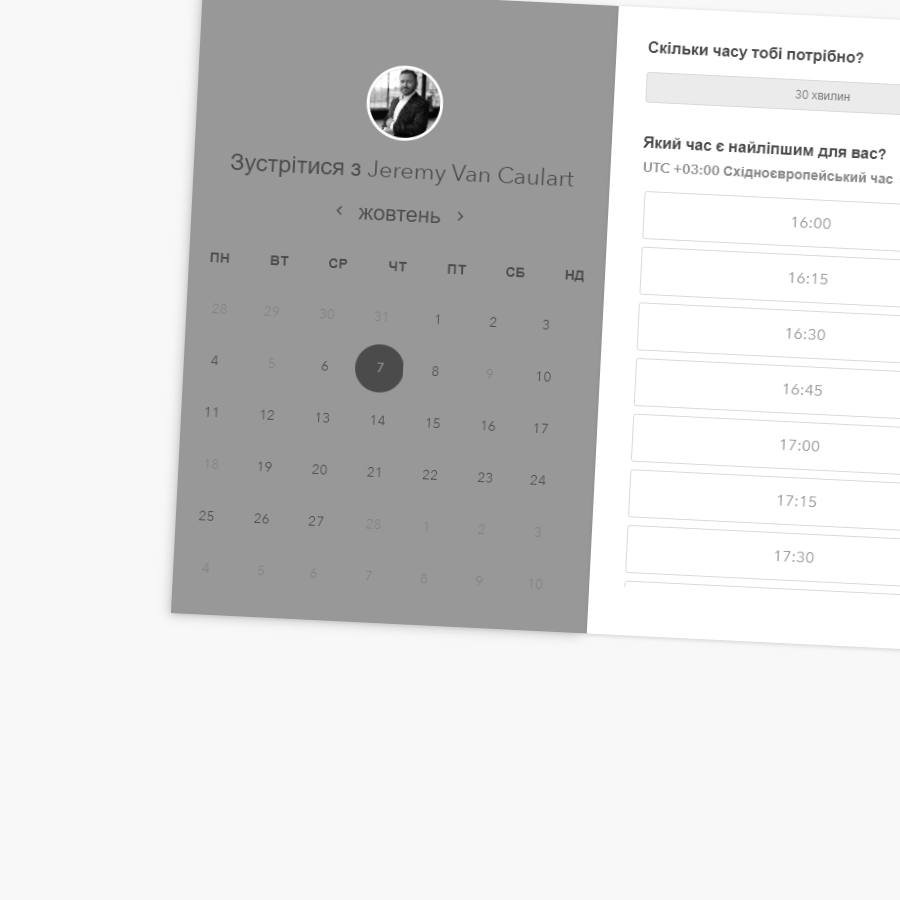 Зустрітися з Jeremy Van Caulart
‹ жовтень ›
ПН ВТ СР ЧТ ПТ СБ НД
28 29 30 31 1 2 3
4 5 6 7 8 9 10
11 12 13 14 15 16 17
18 19 20 21 22 23 24
25 26 27 28 1 2 3
4 5 6 7 8 9 10
Скільки часу тобі потрібно?
30 хвилин
Який час є найліпшим для вас?
UTC +03:00 Східноєвропейський час
16:00
16:15
16:30
16:45
17:00
17:15
17:30